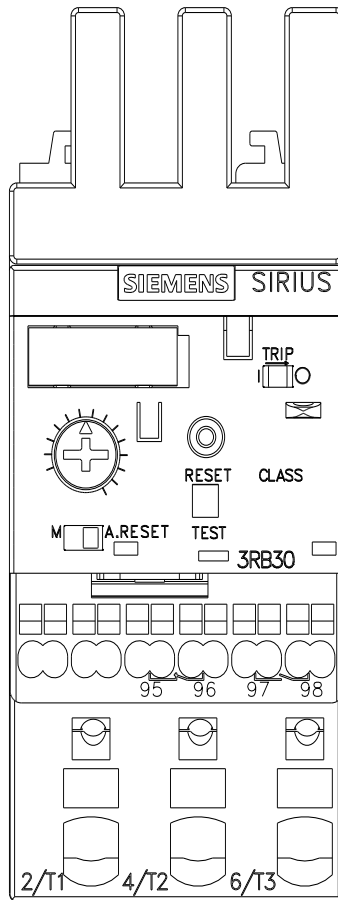 SIEMENS SIRIUS
TRIP
RESET CLASS
M A.RESET TEST
3RB30
95 96 97 98
2/T1 4/T2 6/T3